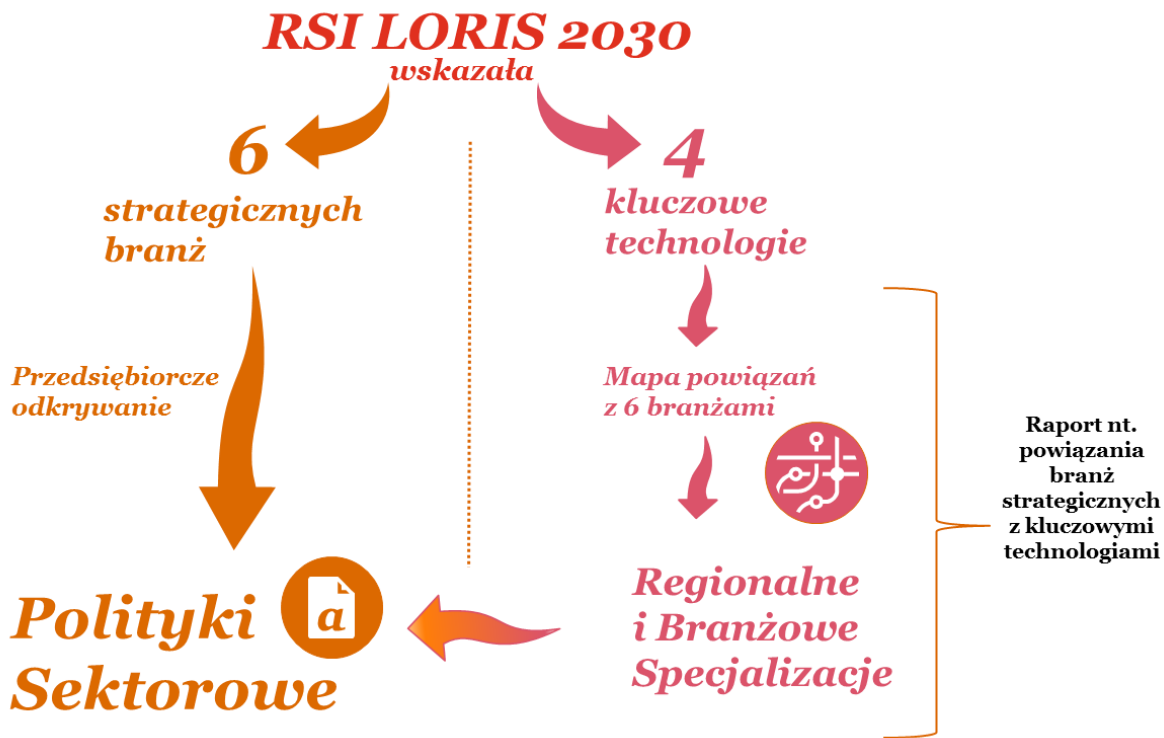 RSI LORIS 2030
wskazała
6
strategicznych
branż
4
kluczowe
technologie
Przedsiębiorcze
odkrywanie
Mapa powiązań
z 6 branżami
Raport nt.
powiązania
branż
strategicznych
z kluczowymi
technologiami
Polityki
Sektorowe
a
Regionalne
i Branżowe
Specjalizacje